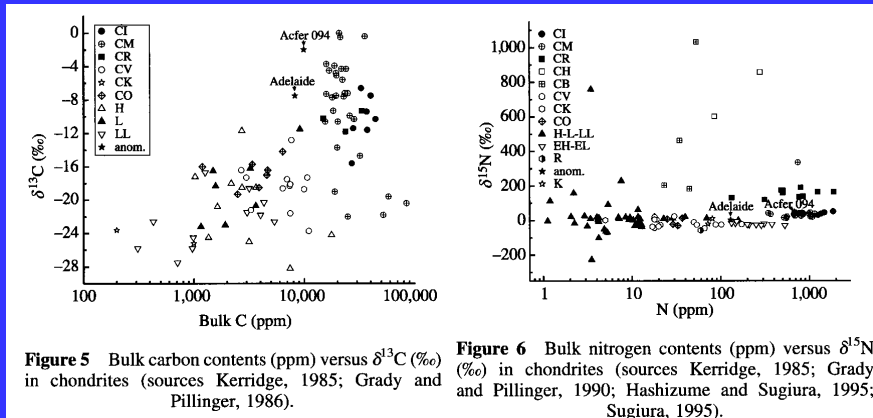 0
−4
−8
−12
−16
−20
−24
−28
δ¹³C (‰)
CI
CM
CR
CV
CK
CO
H
L
LL
anom.
Acfer 094
Adelaide
100
1,000
10,000
100,000
Bulk C (ppm)
Figure 5 Bulk carbon contents (ppm) versus δ¹³C (‰)
in chondrites (sources Kerridge, 1985; Grady and
Pillinger, 1986).
1,000
800
600
400
200
0
−200
δ¹⁵N (‰)
CI
CM
CR
CH
CB
CV
CK
CO
H-L-LL
EH-EL
R
anom.
K
Adelaide
Acfer 094
1
10
100
1,000
N (ppm)
Figure 6 Bulk nitrogen contents (ppm) versus δ¹⁵N
(‰) in chondrites (sources Kerridge, 1985; Grady
and Pillinger, 1990; Hashizume and Sugiura, 1995;
Sugiura, 1995).